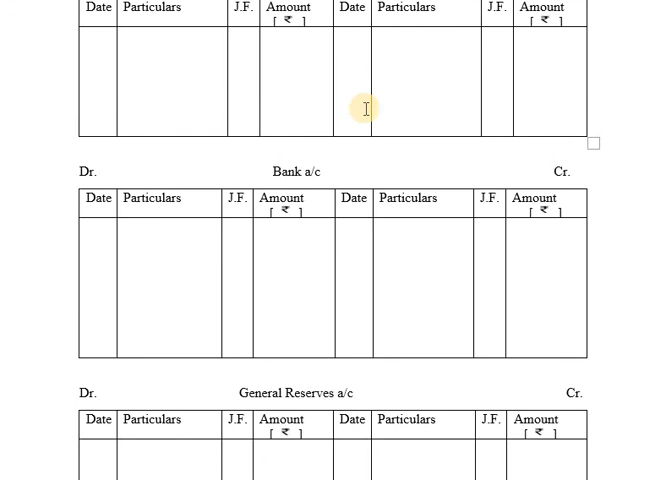 Date Particulars J.F. Amount Date Particulars J.F. Amount
[ ₹ ] [ ₹ ]
Dr. Bank a/c Cr.
Date Particulars J.F. Amount Date Particulars J.F. Amount
[ ₹ ] [ ₹ ]
Dr. General Reserves a/c Cr.
Date Particulars J.F. Amount Date Particulars J.F. Amount
[ ₹ ] [ ₹ ]